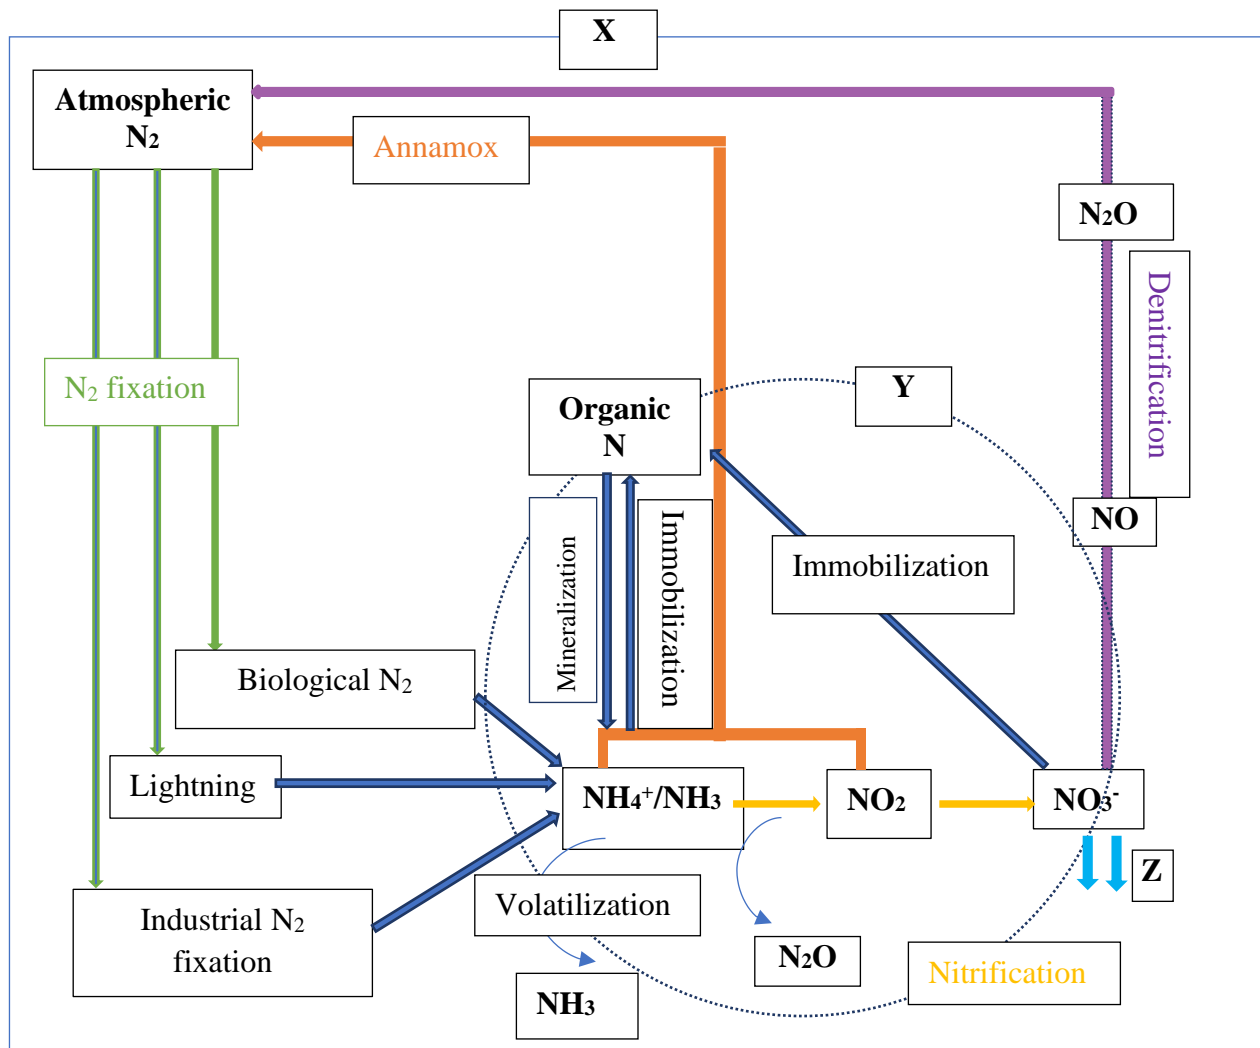 X
Atmospheric
N₂
Annamox
N₂O
Denitrification
N₂ fixation
Organic
N
Y
NO
Mineralization
Immobilization
Immobilization
Biological N₂
Lightning
NH₄⁺/NH₃
NO₂
NO₃⁻
Z
Industrial N₂
fixation
Volatilization
N₂O
Nitrification
NH₃